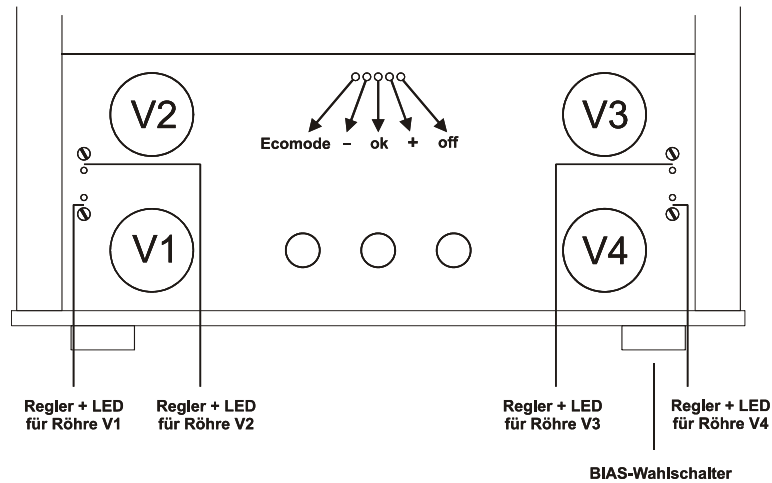 V2
V3
Ecomode – ok + off
V1
V4
Regler + LED
für Röhre V1
Regler + LED
für Röhre V2
Regler + LED
für Röhre V3
Regler + LED
für Röhre V4
BIAS-Wahlschalter